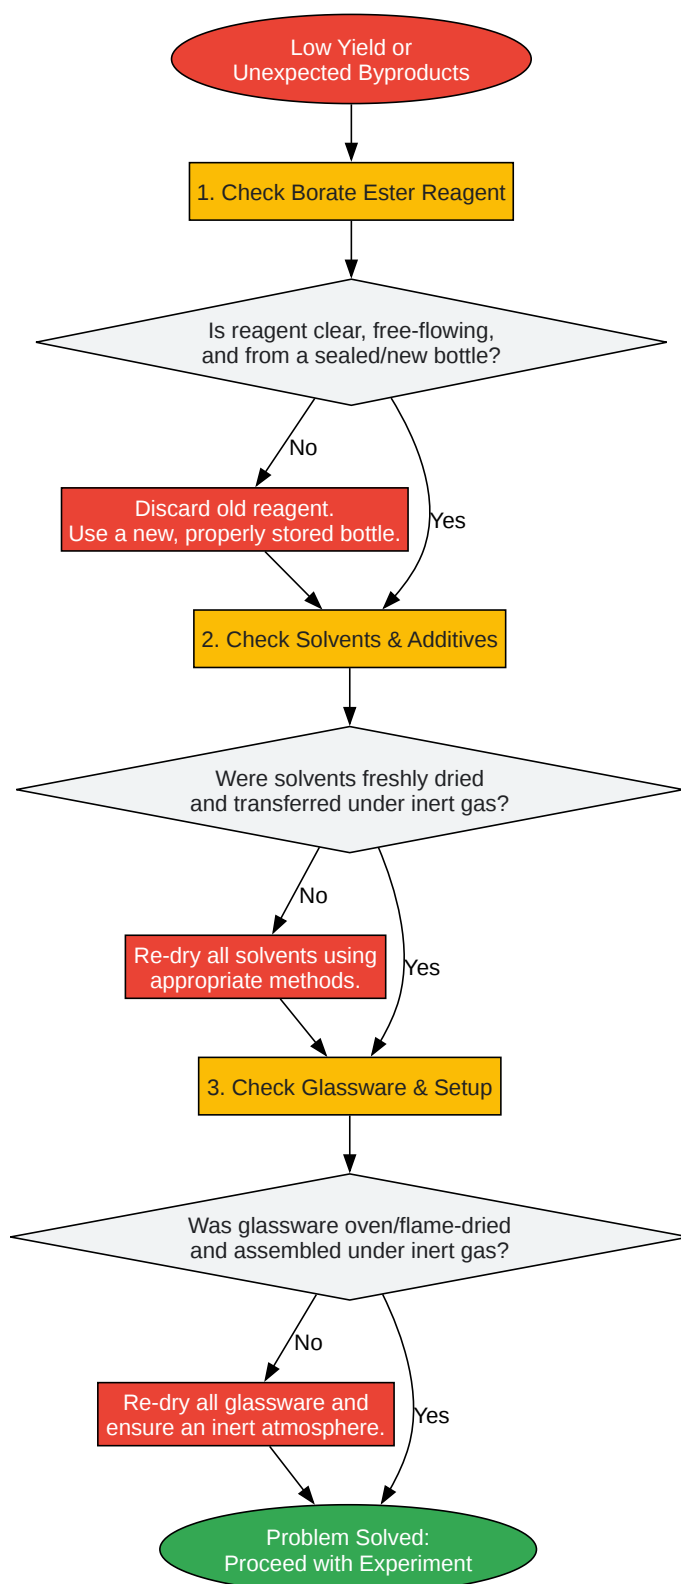 Low Yield or
Unexpected Byproducts
1. Check Borate Ester Reagent
Is reagent clear, free-flowing,
and from a sealed/new bottle?
No
Discard old reagent.
Use a new, properly stored bottle.
Yes
2. Check Solvents & Additives
Were solvents freshly dried
and transferred under inert gas?
No
Re-dry all solvents using
appropriate methods.
Yes
3. Check Glassware & Setup
Was glassware oven/flame-dried
and assembled under inert gas?
No
Re-dry all glassware and
ensure an inert atmosphere.
Yes
Problem Solved:
Proceed with Experiment